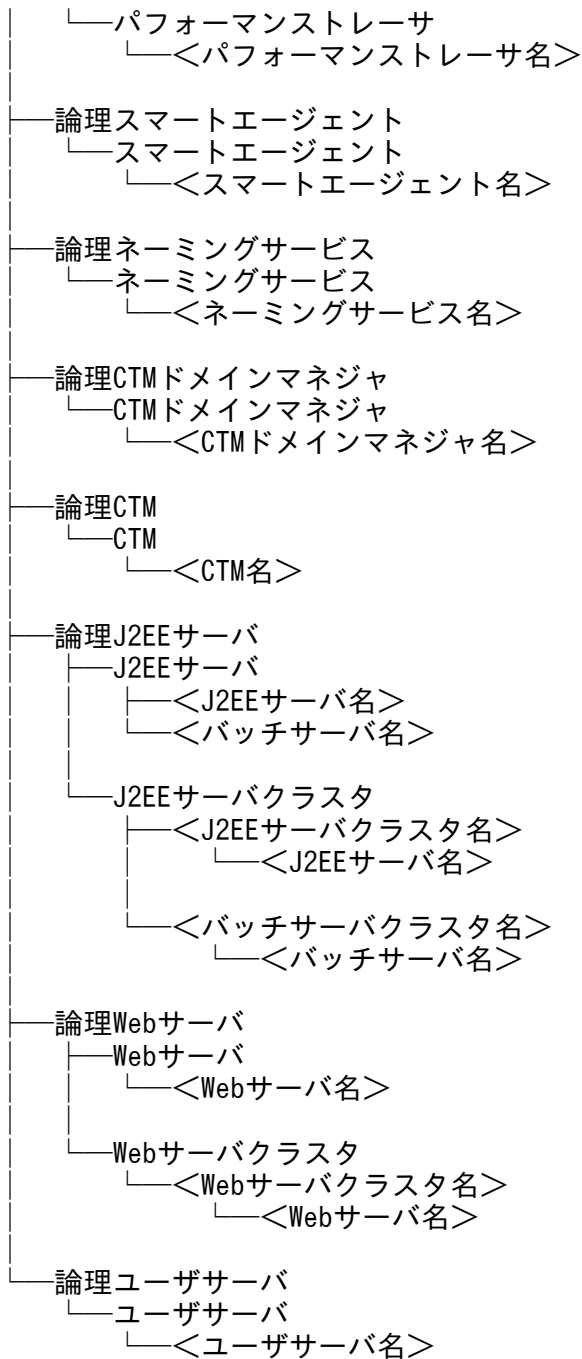 パフォーマンストレーサ
＜パフォーマンストレーサ名＞
論理スマートエージェント
スマートエージェント
＜スマートエージェント名＞
論理ネーミングサービス
ネーミングサービス
＜ネーミングサービス名＞
論理CTMドメインマネジャ
CTMドメインマネジャ
＜CTMドメインマネジャ名＞
論理CTM
CTM
＜CTM名＞
論理J2EEサーバ
J2EEサーバ
＜J2EEサーバ名＞
＜バッチサーバ名＞
J2EEサーバクラスタ
＜J2EEサーバクラスタ名＞
＜J2EEサーバ名＞
＜バッチサーバクラスタ名＞
＜バッチサーバ名＞
論理Webサーバ
Webサーバ
＜Webサーバ名＞
Webサーバクラスタ
＜Webサーバクラスタ名＞
＜Webサーバ名＞
論理ユーザサーバ
ユーザサーバ
＜ユーザサーバ名＞